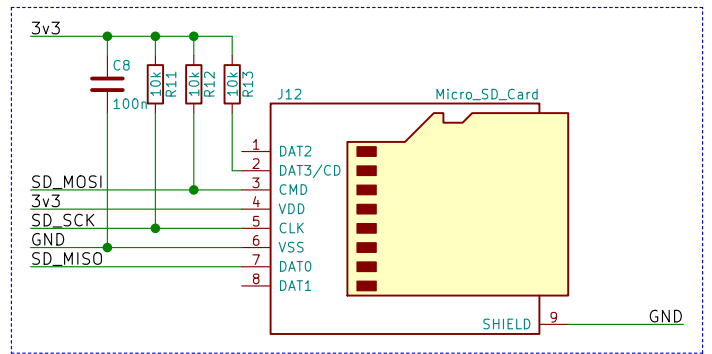 3v3
C8
100n
10k
R11
10k
R12
10k
R13
J12
Micro_SD_Card
1 DAT2
2 DAT3/CD
SD_MOSI 3 CMD
3v3 4 VDD
SD_SCK 5 CLK
GND 6 VSS
SD_MISO 7 DAT0
8 DAT1
SHIELD 9 GND